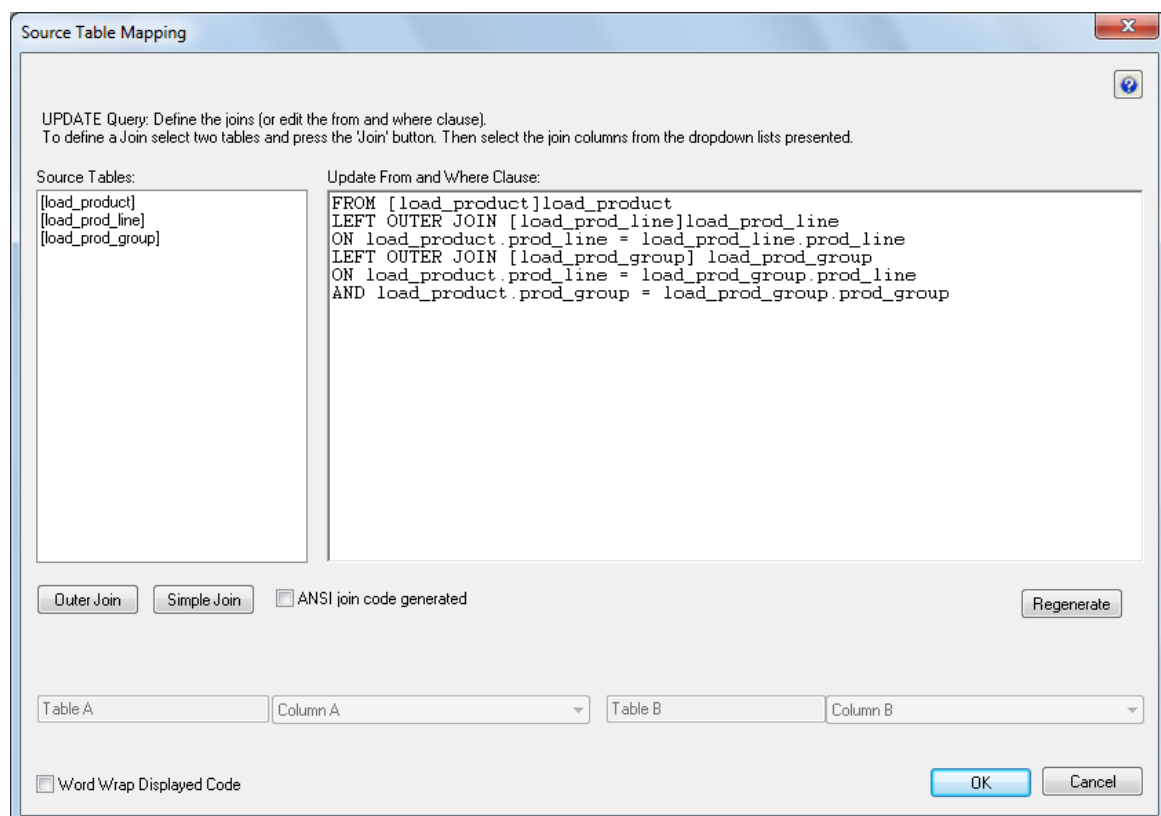 Source Table Mapping
UPDATE Query: Define the joins (or edit the from and where clause).
To define a Join select two tables and press the 'Join' button. Then select the join columns from the dropdown lists presented.
Source Tables:
[load_product]
[load_prod_line]
[load_prod_group]
Update From and Where Clause:
FROM [load_product]load_product
LEFT OUTER JOIN [load_prod_line]load_prod_line
ON load_product.prod_line = load_prod_line.prod_line
LEFT OUTER JOIN [load_prod_group] load_prod_group
ON load_product.prod_line = load_prod_group.prod_line
AND load_product.prod_group = load_prod_group.prod_group
Outer Join
Simple Join
ANSI join code generated
Regenerate
Table A
Column A
Table B
Column B
Word Wrap Displayed Code
OK
Cancel